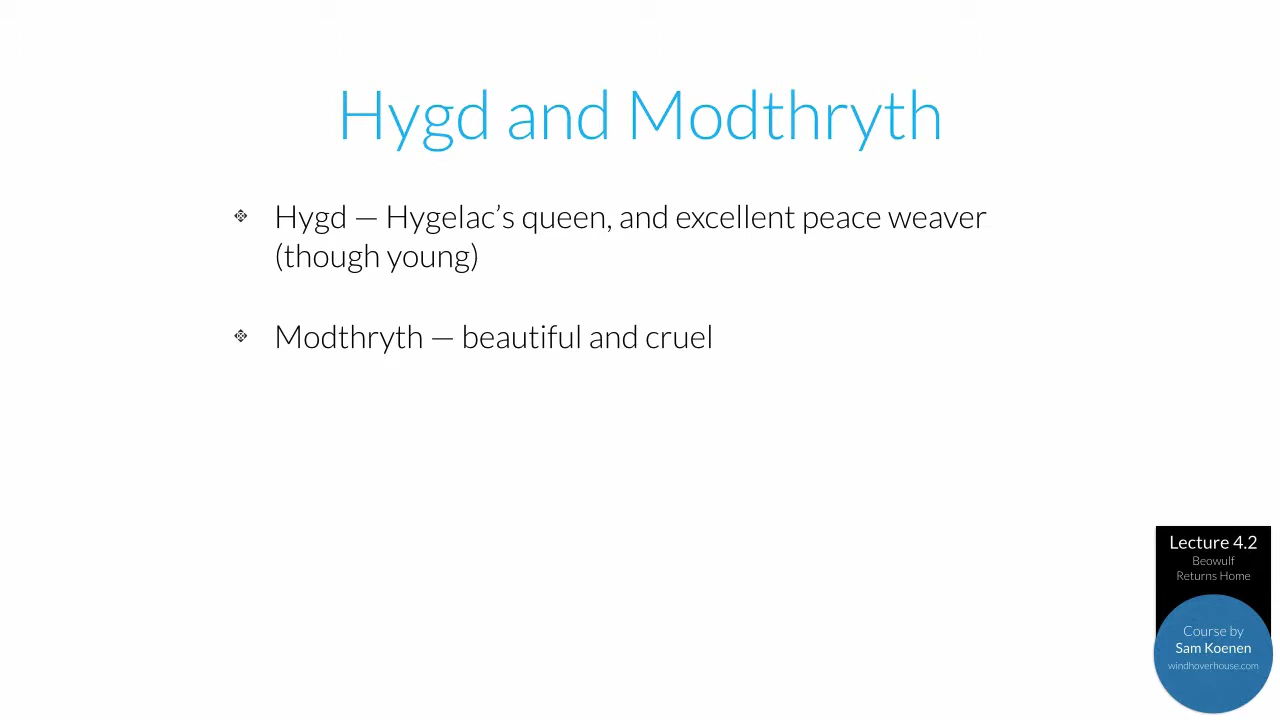 Hygd and Modthryth
Hygd — Hygelac’s queen, and excellent peace weaver
(though young)
Modthryth — beautiful and cruel
Lecture 4.2
Beowulf
Returns Home
Course by
Sam Koenen
windhoverhouse.com